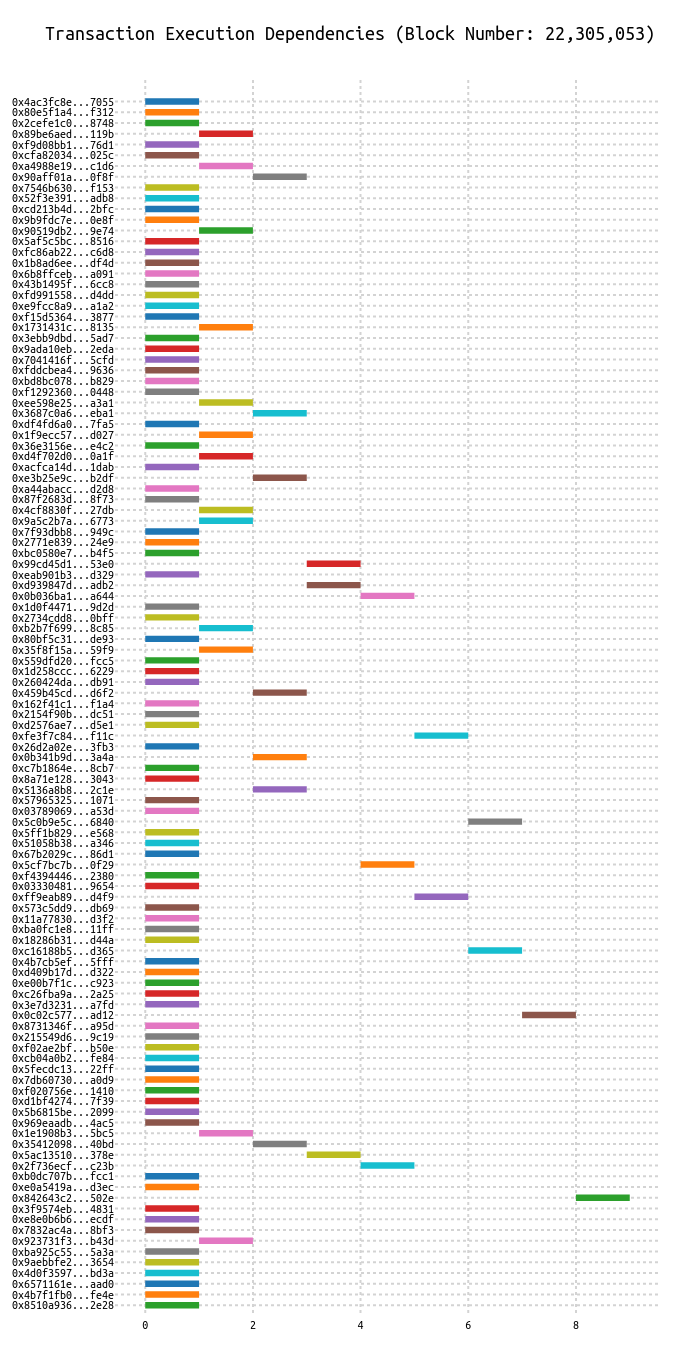 Transaction Execution Dependencies (Block Number: 22,305,053)
0x4ac3fc8e...7055
0x80e5f1a4...f312
0x2cefe1c0...8748
0x89be6aed...119b
0xf9d08bb1...76d1
0xcfa82034...025c
0xa4988e19...c1d6
0x90aff01a...0f8f
0x7546b630...f153
0x52f3e391...adb8
0xcd213b4d...2bfc
0x9b9fdc7e...0e8f
0x90519db2...9e74
0x5af5c5bc...8516
0xfc86ab22...c6d8
0x1b8ad6ee...df4d
0x6b8ffceb...a091
0x43b1495f...6cc8
0xfd991558...d4dd
0xe9fcc8a9...a1a2
0xf15d5364...3877
0x1731431c...8135
0x3ebb9dbd...5ad7
0x9ada10eb...2eda
0x7041416f...5cfd
0xfddcbea4...9636
0xbd8bc078...b829
0xf1292360...0448
0xee598e25...a3a1
0x3687c0a6...eba1
0xdf4fd6a0...7fa5
0x1f9ecc57...d027
0x36e3156e...e4c2
0xd4f702d0...0a1f
0xacfca14d...1dab
0xe3b25e9c...b2df
0xa44abacc...d2d8
0x87f2683d...8f73
0x4cf8830f...27db
0x9a5c2b7a...6773
0x7f93dbb8...949c
0x2771e839...24e9
0xbc0580e7...b4f5
0x99cd45d1...53e0
0xeab901b3...d329
0xd939847d...adb2
0x0b036ba1...a644
0x1d0f4471...9d2d
0x2734cdd8...0bff
0xb2b7f699...8c85
0x80bf5c31...de93
0x35f8f15a...59f9
0x559dfd20...fcc5
0x1d258ccc...6229
0x260424da...db91
0x459b45cd...d6f2
0x162f41c1...f1a4
0x2154f90b...dc51
0xd2576ae7...d5e1
0xfe3f7c84...f11c
0x26d2a02e...3fb3
0x0b341b9d...3a4a
0xc7b1864e...8cb7
0x8a71e128...3043
0x5136a8b8...2c1e
0x57965325...1071
0x03789069...a53d
0x5c0b9e5c...6840
0x5ff1b829...e568
0x51058b38...a346
0x67b2029c...86d1
0x5cf7bc7b...0f29
0xf4394446...2380
0x03330481...9654
0xff9eab89...d4f9
0x573c5dd9...db69
0x11a77830...d3f2
0xba0fc1e8...11ff
0x18286b31...d44a
0xc16188b5...d365
0x4b7cb5ef...5fff
0xd409b17d...d322
0xe00b7f1c...c923
0xc26fba9a...2a25
0x3e7d3231...a7fd
0x0c02c577...ad12
0x8731346f...a95d
0x215549d6...9c19
0xf02ae2bf...b50e
0xcb04a0b2...fe84
0x5fecdc13...22ff
0x7db60730...a0d9
0xf020756e...1410
0xd1bf4274...7f39
0x5b6815be...2099
0x969eaadb...4ac5
0x1e1908b3...5bc5
0x35412098...40bd
0x5ac13510...378e
0x2f736ecf...c23b
0xb0dc707b...fcc1
0xe0a5419a...d3ec
0x842643c2...502e
0x3f9574eb...4831
0xe8e0b6b6...ecdf
0x7832ac4a...8bf3
0x923731f3...b43d
0xba925c55...5a3a
0x9aebbfe2...3654
0x4d0f3597...bd3a
0x6571161e...aad0
0x4b7f1fb0...fe4e
0x8510a936...2e28
0 2 4 6 8